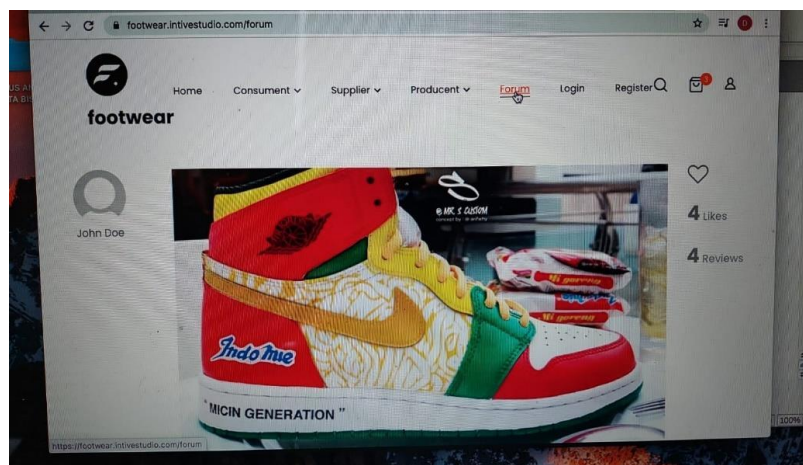 footwear.intivestudio.com/forum
D
F.
footwear
Home
Consument
Supplier
Producent
Forum
Login
Register
John Doe
MR. S CUSTOM
Indomie
" MICIN GENERATION "
4 Likes
4 Reviews
100%
https://footwear.intivestudio.com/forum